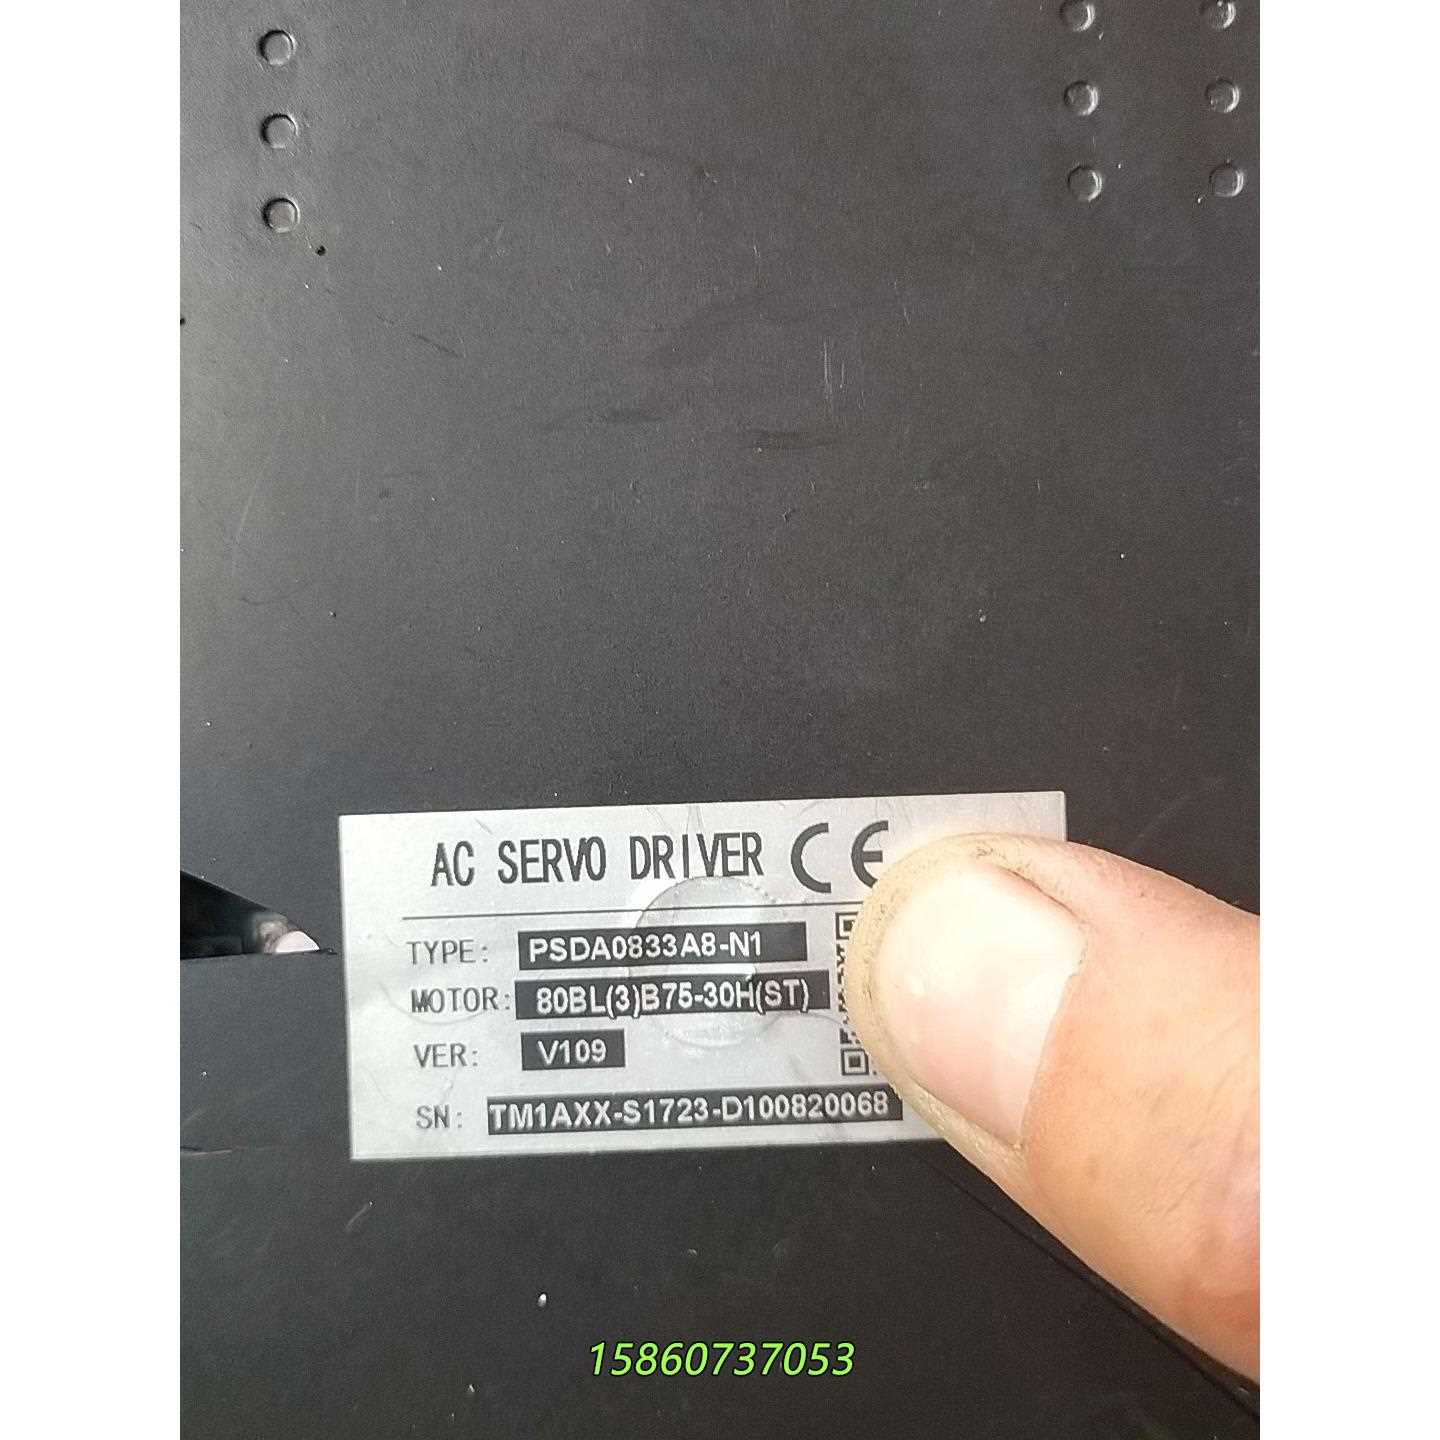 AC SERVO DRIVER CE
TYPE: PSDA0833A8-N1
MOTOR: 80BL(3)B75-30H(ST)
VER: V109
SN: TM1AXX-S1723-D100820068
15860737053